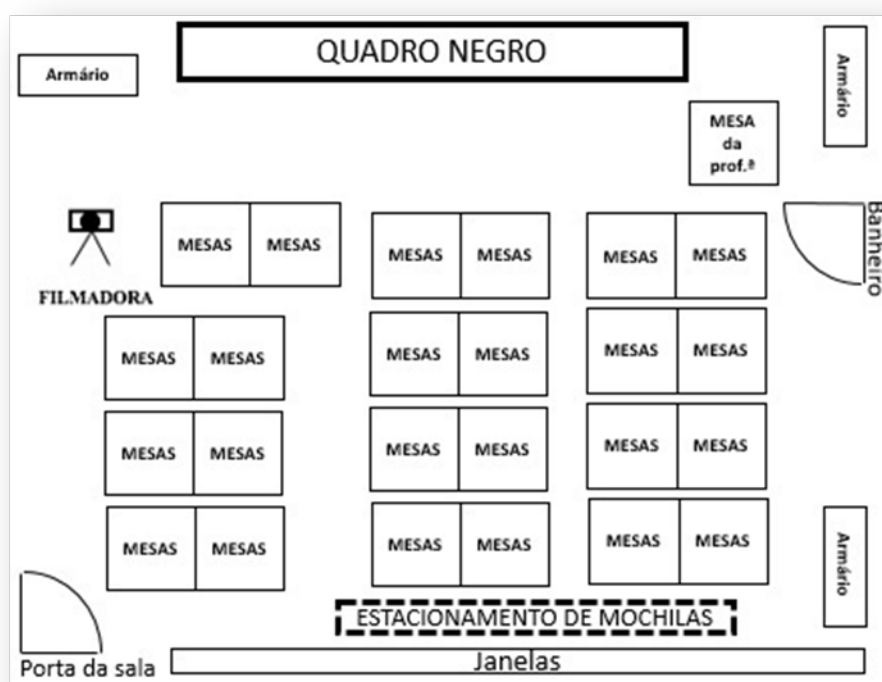 QUADRO NEGRO
Armário
Armário
MESA
da
prof.ª
Banheiro
FILMADORA
MESAS MESAS MESAS MESAS MESAS MESAS
MESAS MESAS MESAS MESAS MESAS MESAS
MESAS MESAS MESAS MESAS MESAS MESAS
MESAS MESAS MESAS MESAS MESAS MESAS
Armário
ESTACIONAMENTO DE MOCHILAS
Porta da sala
Janelas